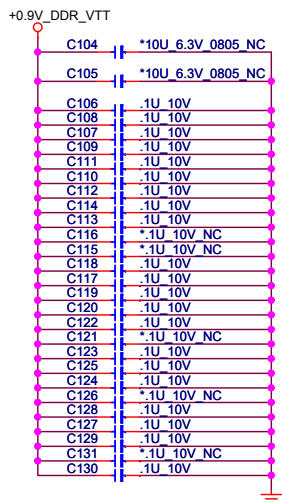 +0.9V_DDR_VTT
C104 *10U_6.3V_0805_NC
C105 *10U_6.3V_0805_NC
C106 .1U_10V
C108 .1U_10V
C107 .1U_10V
C109 .1U_10V
C111 .1U_10V
C110 .1U_10V
C112 .1U_10V
C114 .1U_10V
C113 .1U_10V
C116 *.1U_10V_NC
C115 *.1U_10V_NC
C118 .1U_10V
C117 .1U_10V
C119 .1U_10V
C120 .1U_10V
C122 .1U_10V
C121 *.1U_10V_NC
C123 .1U_10V
C125 .1U_10V
C124 .1U_10V
C126 *.1U_10V_NC
C128 .1U_10V
C127 .1U_10V
C129 .1U_10V
C131 *.1U_10V_NC
C130 .1U_10V